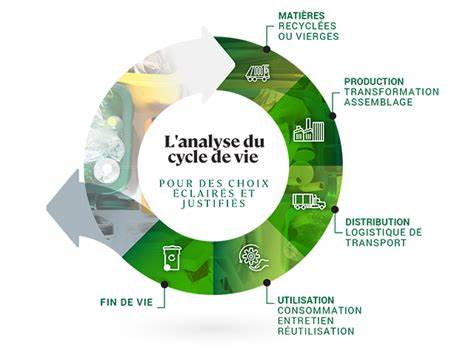 MATIÈRES
RECYCLÉES
OU VIERGES
PRODUCTION
TRANSFORMATION
ASSEMBLAGE
L'analyse du
cycle de vie
POUR DES CHOIX
ÉCLAIRÉS ET
JUSTIFIÉS
DISTRIBUTION
LOGISTIQUE DE
TRANSPORT
UTILISATION
CONSOMMATION
ENTRETIEN
RÉUTILISATION
FIN DE VIE